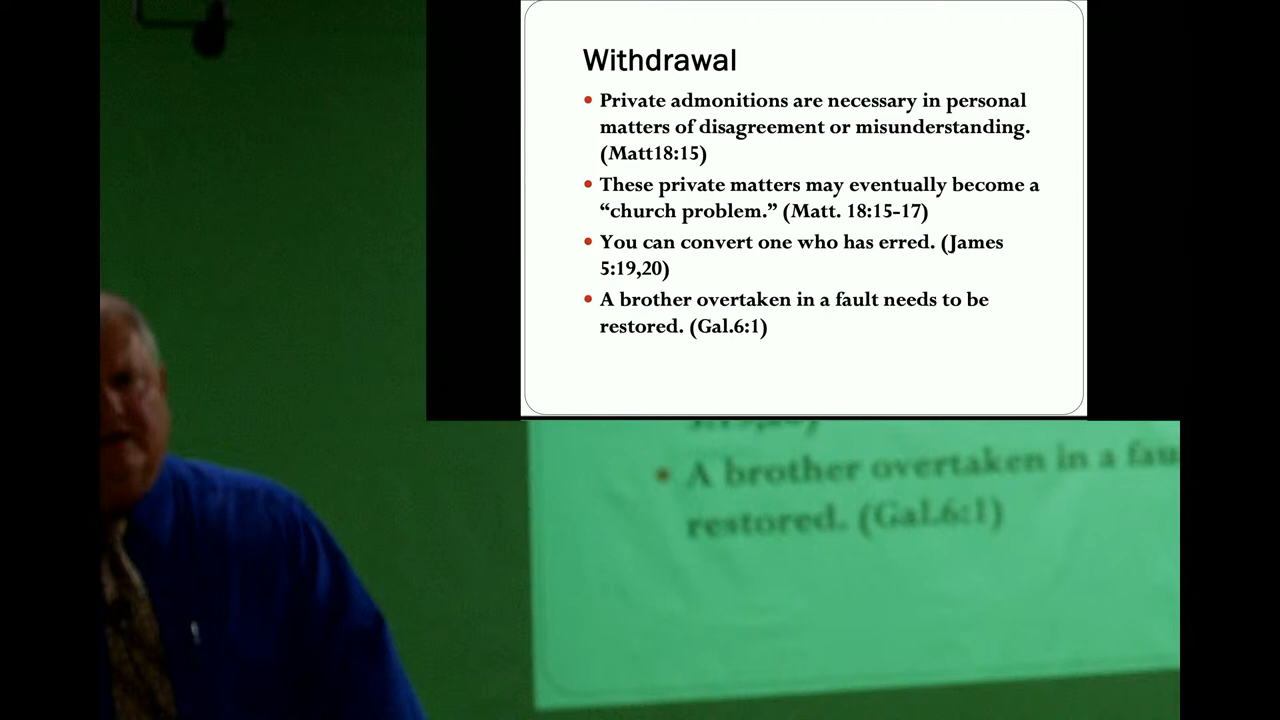 Withdrawal
• Private admonitions are necessary in personal
matters of disagreement or misunderstanding.
(Matt18:15)
• These private matters may eventually become a
“church problem.” (Matt. 18:15-17)
• You can convert one who has erred. (James
5:19,20)
• A brother overtaken in a fault needs to be
restored. (Gal.6:1)
• A brother overtaken in a fau
restored. (Gal.6:1)